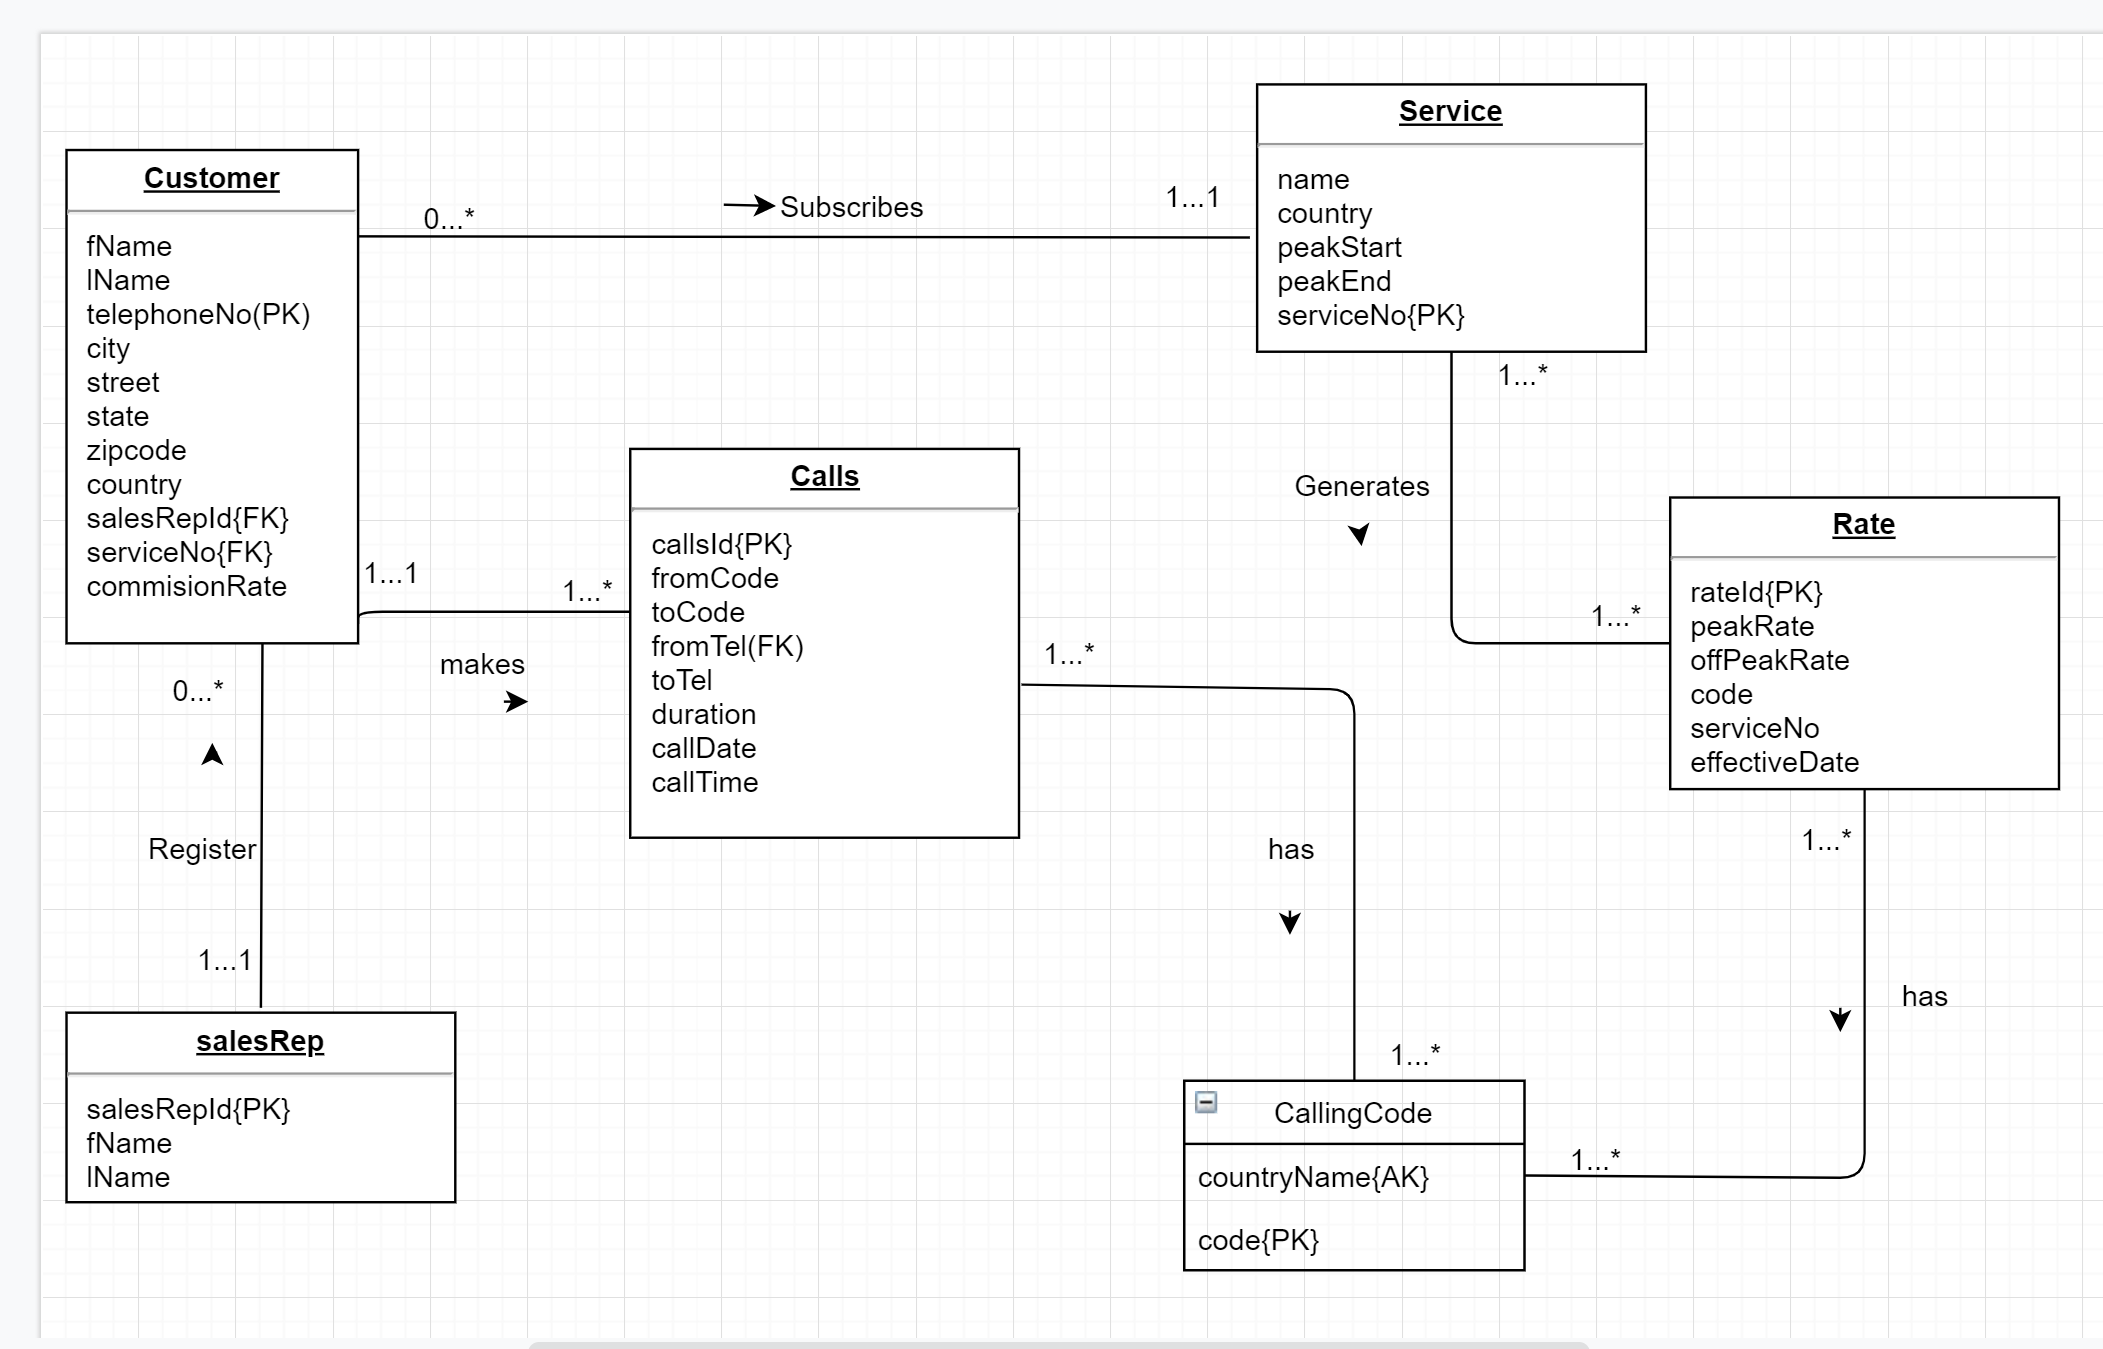 Customer
fName
lName
telephoneNo(PK)
city
street
state
zipcode
country
salesRepId{FK}
serviceNo{FK}
commisionRate
0...*
Subscribes
1...1
Service
name
country
peakStart
peakEnd
serviceNo{PK}
1...*
Generates
1...*
1...1
1...*
makes
Calls
callsId{PK}
fromCode
toCode
fromTel(FK)
toTel
duration
callDate
callTime
1...*
has
1...*
Rate
rateId{PK}
peakRate
offPeakRate
code
serviceNo
effectiveDate
1...*
has
1...*
0...*
Register
1...1
salesRep
salesRepId{PK}
fName
lName
CallingCode
countryName{AK}
code{PK}